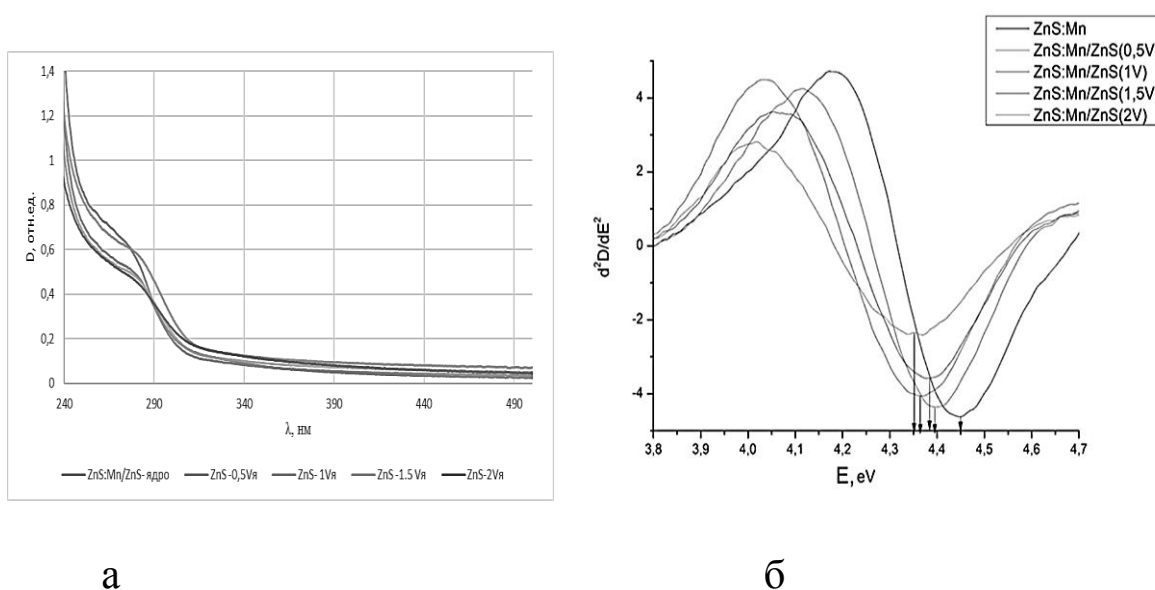 1,4
1,2
1
0,8
0,6
0,4
0,2
0
D, отн.ед.
240 290 340 390 440 490
λ, нм
ZnS:Mn/ZnS- ядро ZnS -0,5Vя ZnS- 1Vя ZnS -1.5 Vя ZnS-2Vя
а
ZnS:Mn
ZnS:Mn/ZnS(0,5V
ZnS:Mn/ZnS(1V)
ZnS:Mn/ZnS(1,5V
ZnS:Mn/ZnS(2V)
4
2
0
-2
-4
d²D/dE²
3,8 3,9 4,0 4,1 4,2 4,3 4,4 4,5 4,6 4,7
E, eV
б